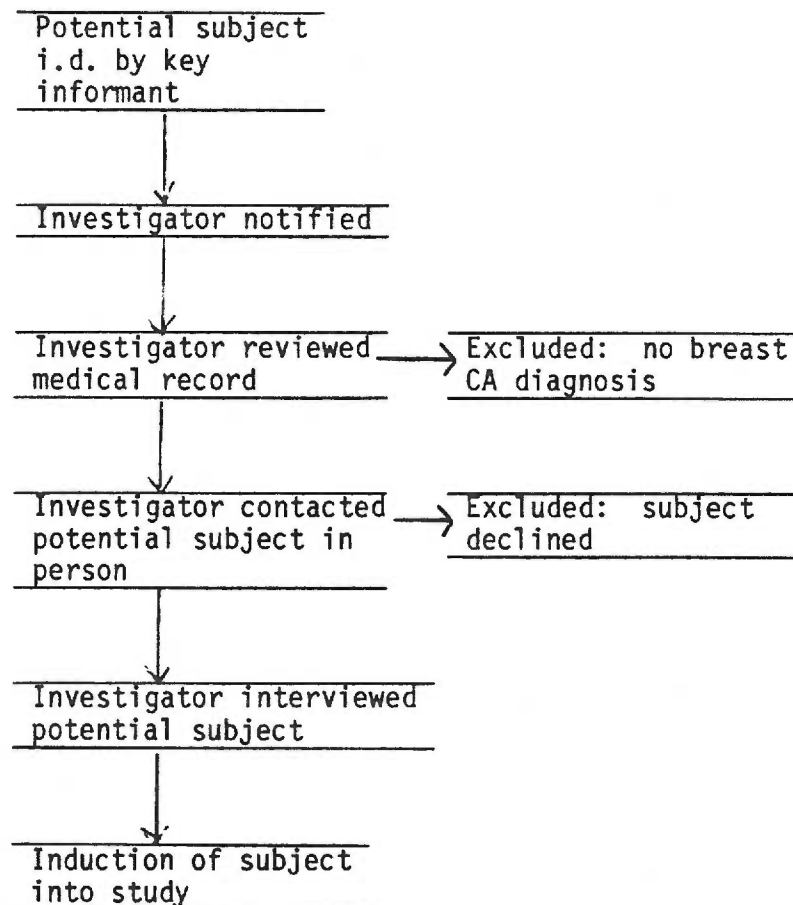 Potential subject
i.d. by key
informant
Investigator notified
Investigator reviewed
medical record
Excluded: no breast
CA diagnosis
Investigator contacted
potential subject in
person
Excluded: subject
declined
Investigator interviewed
potential subject
Induction of subject
into study